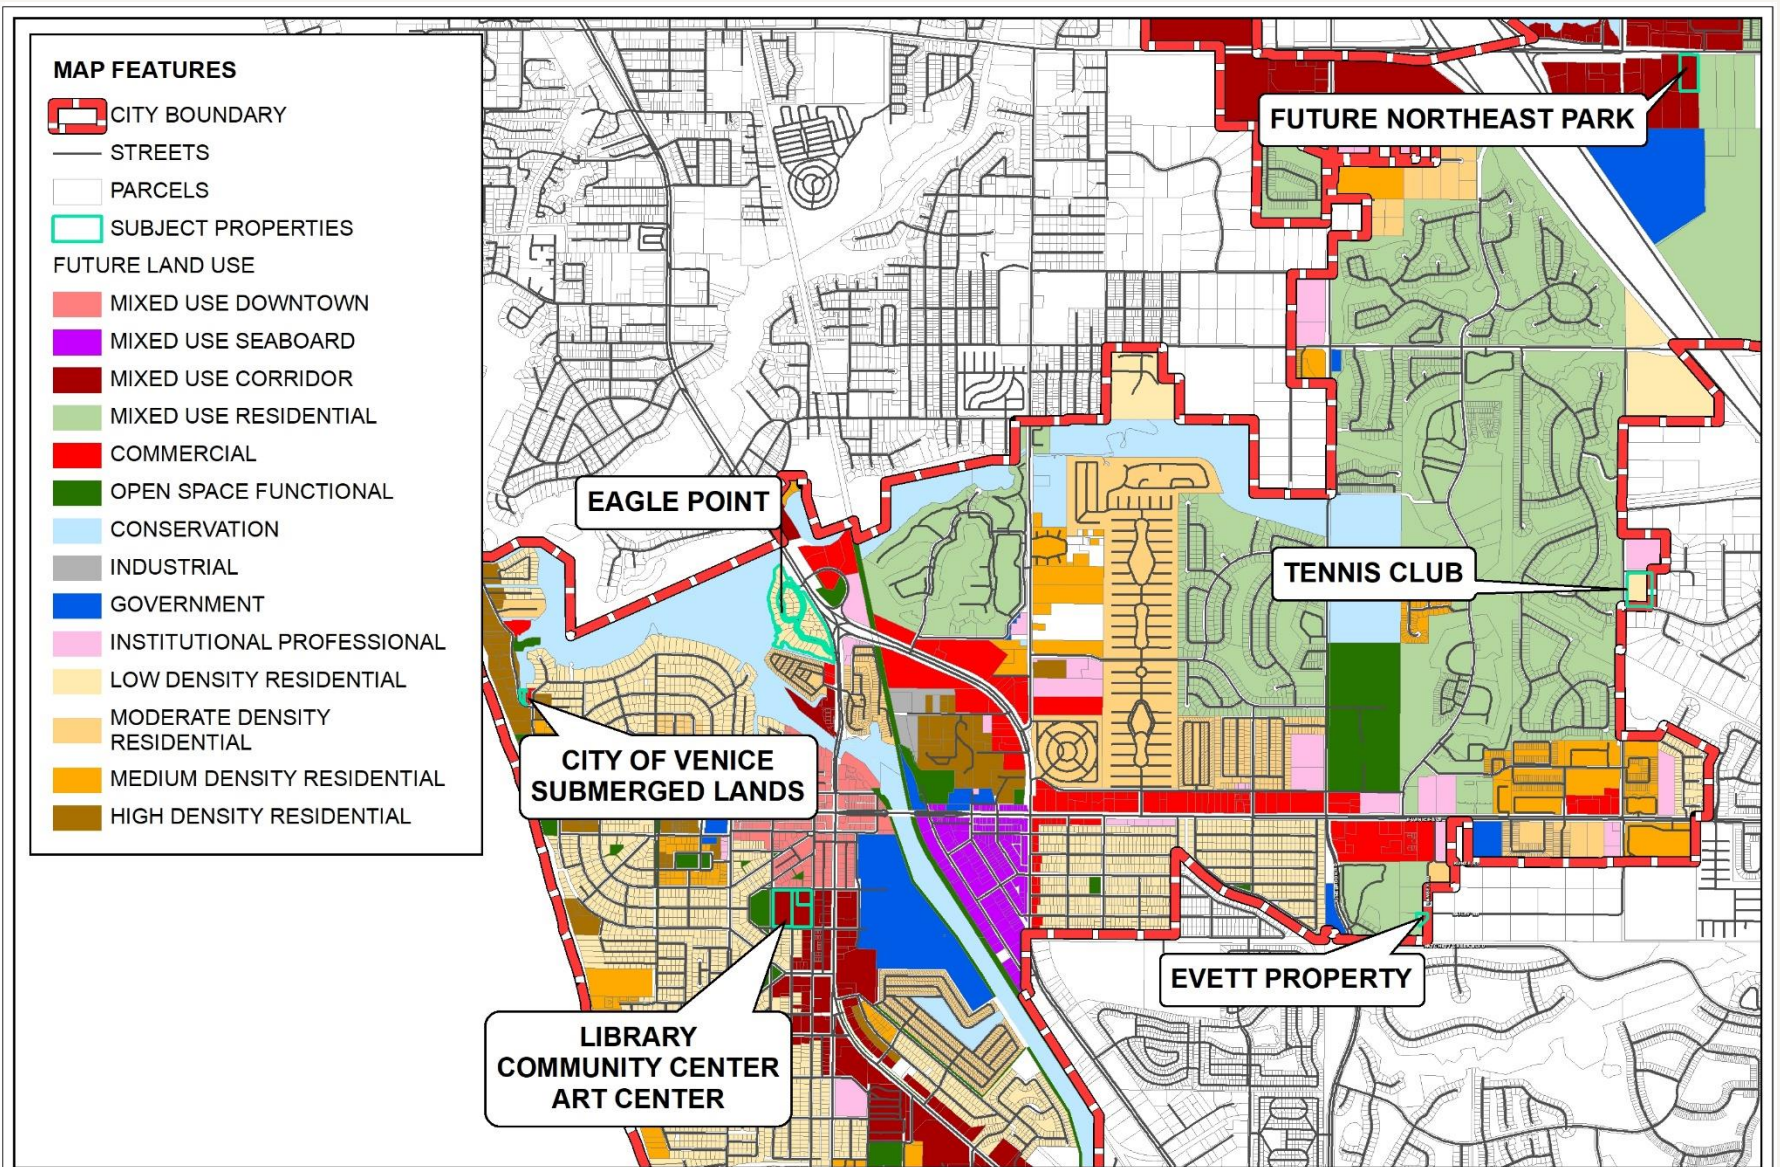 MAP FEATURES
CITY BOUNDARY
STREETS
PARCELS
SUBJECT PROPERTIES
FUTURE LAND USE
MIXED USE DOWNTOWN
MIXED USE SEABOARD
MIXED USE CORRIDOR
MIXED USE RESIDENTIAL
COMMERCIAL
OPEN SPACE FUNCTIONAL
CONSERVATION
INDUSTRIAL
GOVERNMENT
INSTITUTIONAL PROFESSIONAL
LOW DENSITY RESIDENTIAL
MODERATE DENSITY
RESIDENTIAL
MEDIUM DENSITY RESIDENTIAL
HIGH DENSITY RESIDENTIAL
FUTURE NORTHEAST PARK
EAGLE POINT
TENNIS CLUB
CITY OF VENICE
SUBMERGED LANDS
EVETT PROPERTY
LIBRARY
COMMUNITY CENTER
ART CENTER